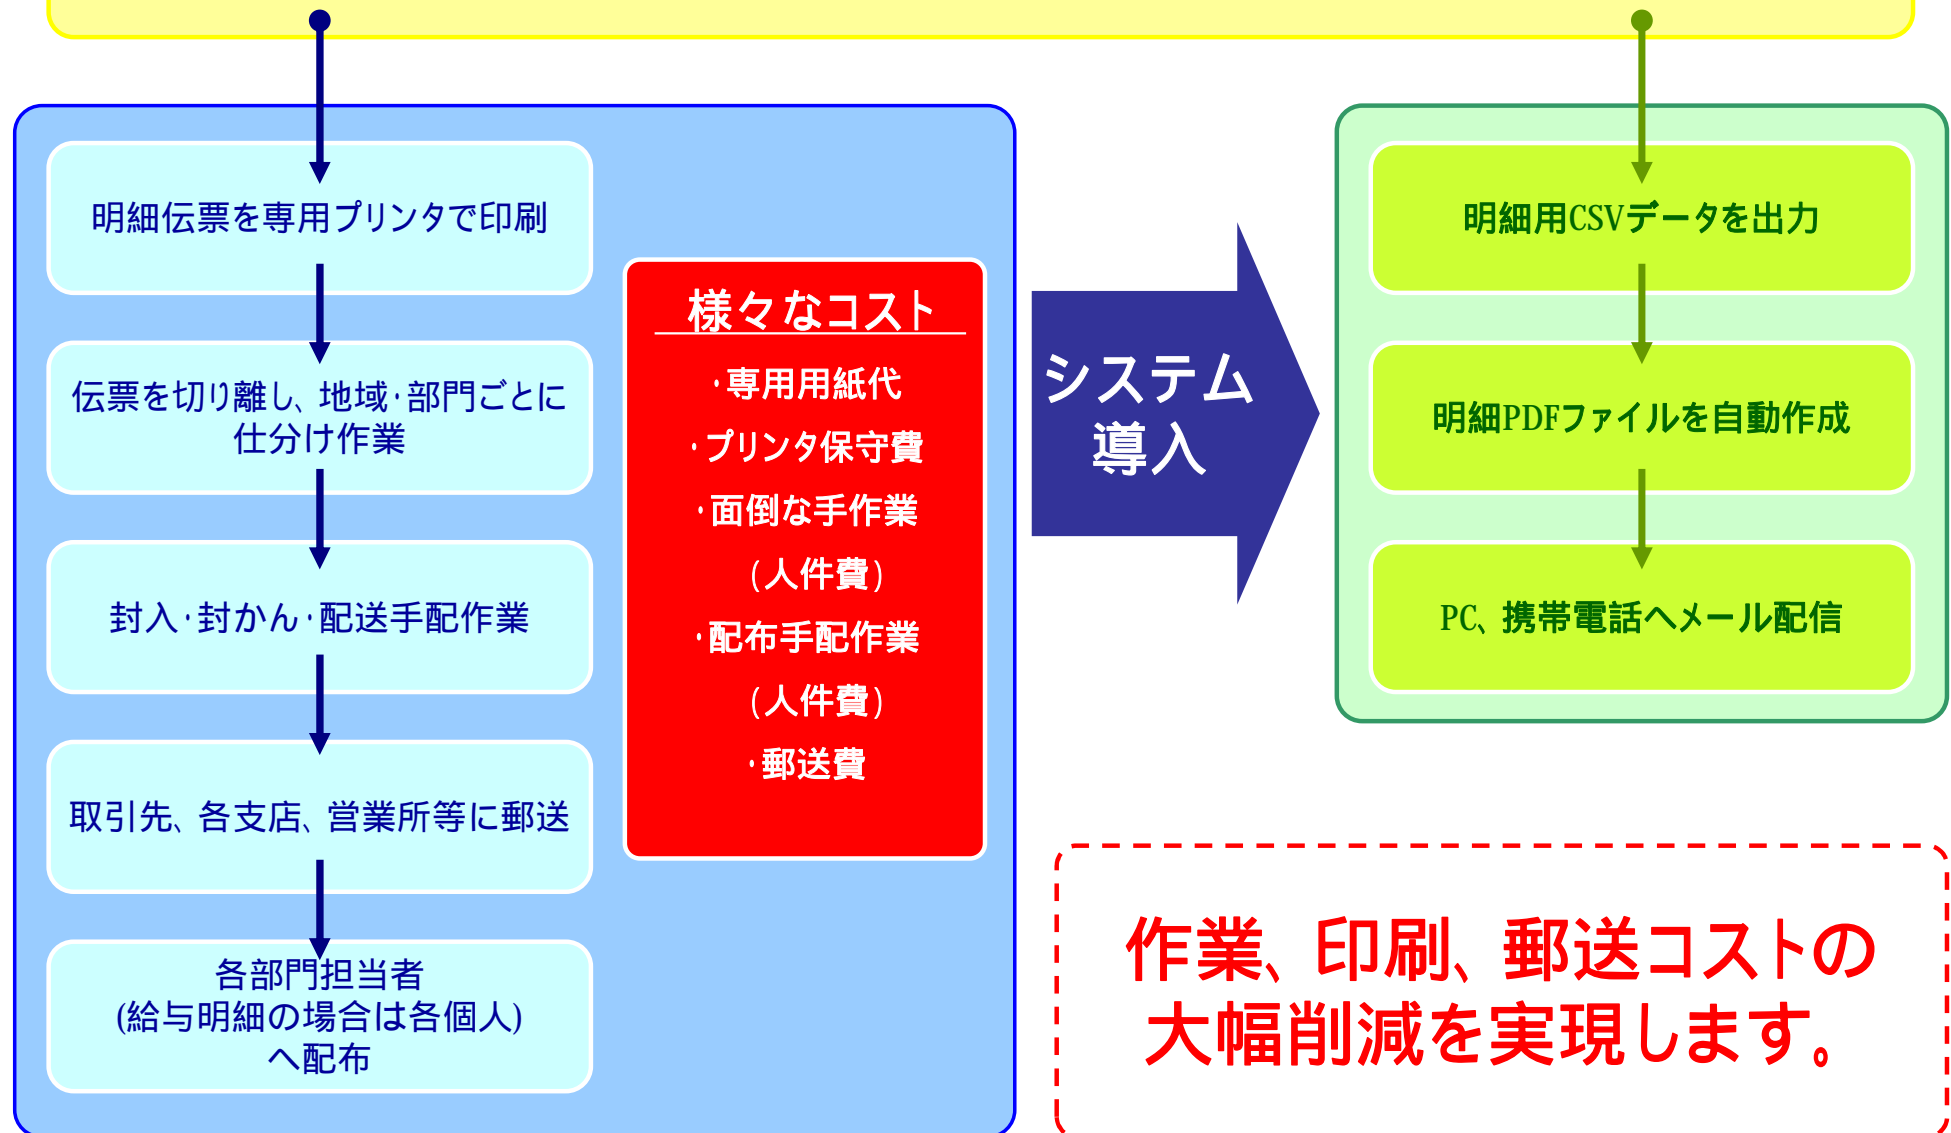 明細伝票を専用プリンタで印刷
伝票を切り離し、地域・部門ごとに
仕分け作業
封入・封かん・配送手配作業
取引先、各支店、営業所等に郵送
各部門担当者
(給与明細の場合は各個人)
へ配布
様々なコスト
・専用用紙代
・プリンタ保守費
・面倒な手作業
(人件費)
・配布手配作業
(人件費)
・郵送費
システム
導入
明細用CSVデータを出力
明細PDFファイルを自動作成
PC、携帯電話へメール配信
作業、印刷、郵送コストの
大幅削減を実現します。